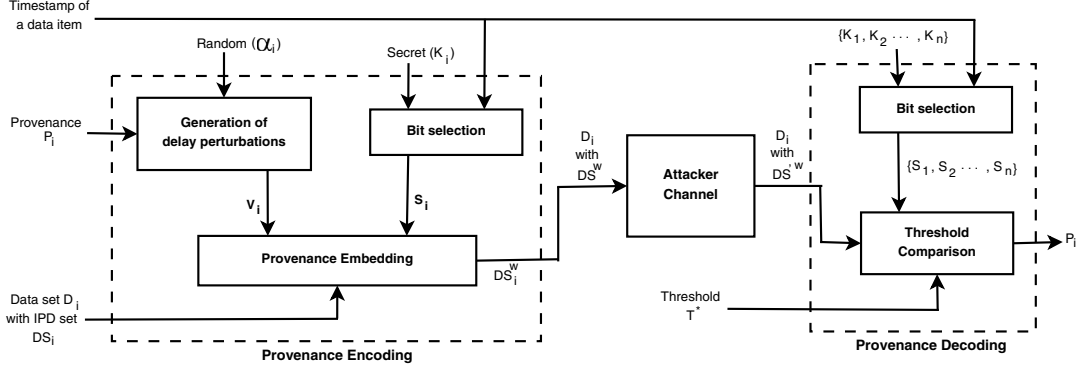 Timestamp of
a data item
Random (α_i)
Secret (K_i)
{K_1, K_2 ··· , K_n}
Provenance
P_i
Generation of
delay perturbations
Bit selection
Bit selection
D_i
with
DS^w
Attacker
Channel
D_i
with
DS'^w
{S_1, S_2 ··· , S_n}
V_i
S_i
Provenance Embedding
DS_i^w
Threshold
Comparison
P_i
Data set D_i
with IPD set
DS_i
Threshold
T*
Provenance Encoding
Provenance Decoding